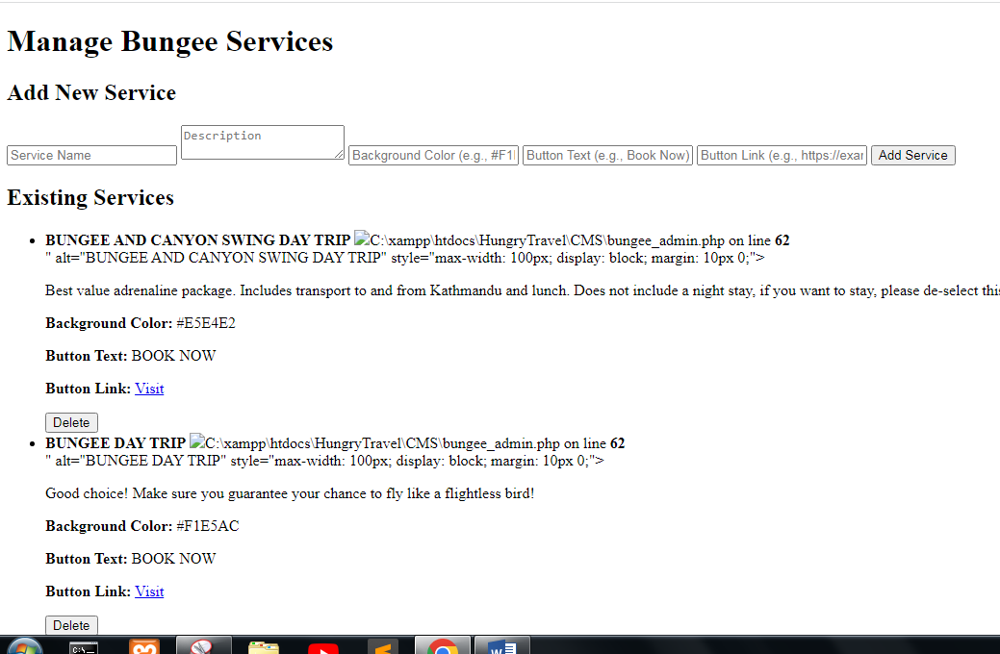 Manage Bungee Services
Add New Service
Description
Service Name Background Color (e.g., #F1 Button Text (e.g., Book Now) Button Link (e.g., https://exar Add Service
Existing Services
BUNGEE AND CANYON SWING DAY TRIP C:\xampp\htdocs\HungryTravel\CMS\bungee_admin.php on line 62
" alt="BUNGEE AND CANYON SWING DAY TRIP" style="max-width: 100px; display: block; margin: 10px 0;">
Best value adrenaline package. Includes transport to and from Kathmandu and lunch. Does not include a night stay, if you want to stay, please de-select this
Background Color: #E5E4E2
Button Text: BOOK NOW
Button Link: Visit
Delete
BUNGEE DAY TRIP C:\xampp\htdocs\HungryTravel\CMS\bungee_admin.php on line 62
" alt="BUNGEE DAY TRIP" style="max-width: 100px; display: block; margin: 10px 0;">
Good choice! Make sure you guarantee your chance to fly like a flightless bird!
Background Color: #F1E5AC
Button Text: BOOK NOW
Button Link: Visit
Delete
C:\
W